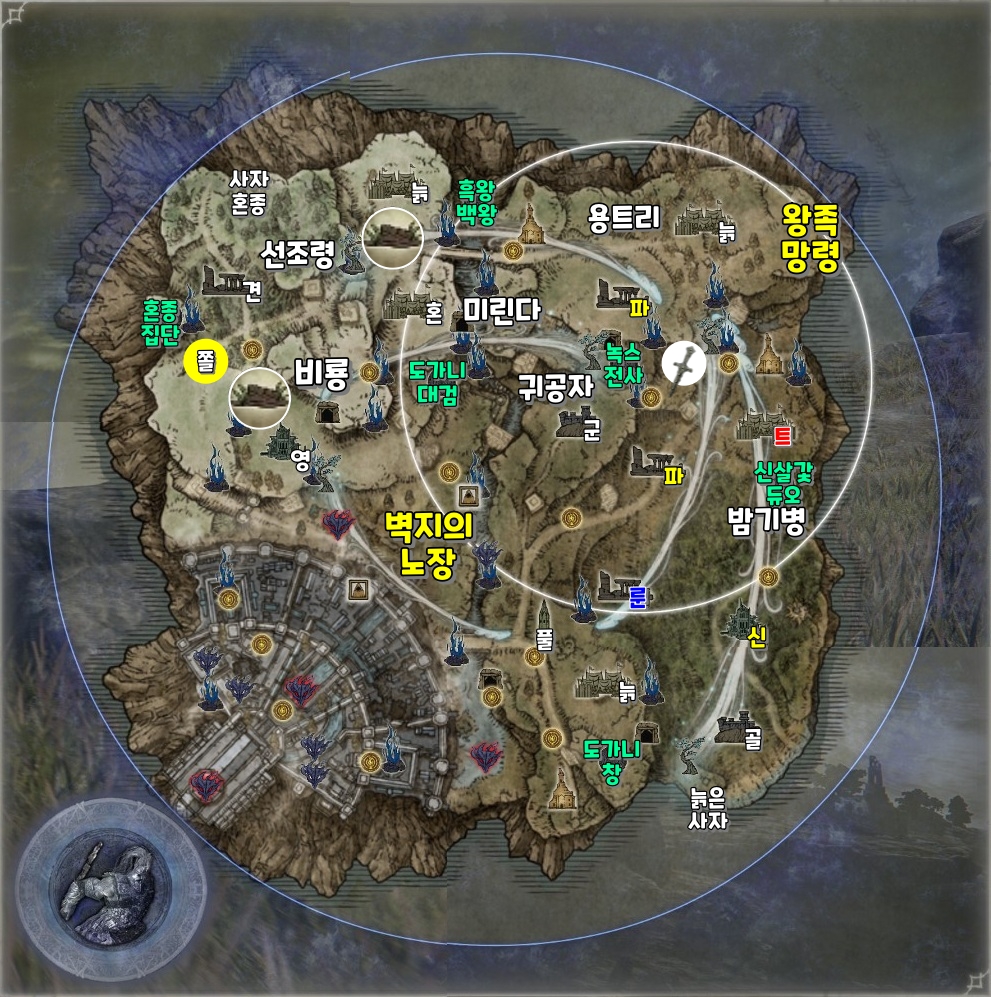 사자
혼종
늙
흑왕
백왕
용트리
늙
왕족
망령
선조령
견
혼종
집단
혼
미린다
파
쫄
비룡
도가니
대검
녹스
전사
귀공자
군
트
영
파
신살갗
듀오
밤기병
벽지의
노장
룬
풀
신
늙
도가니
창
골
늙은
사자